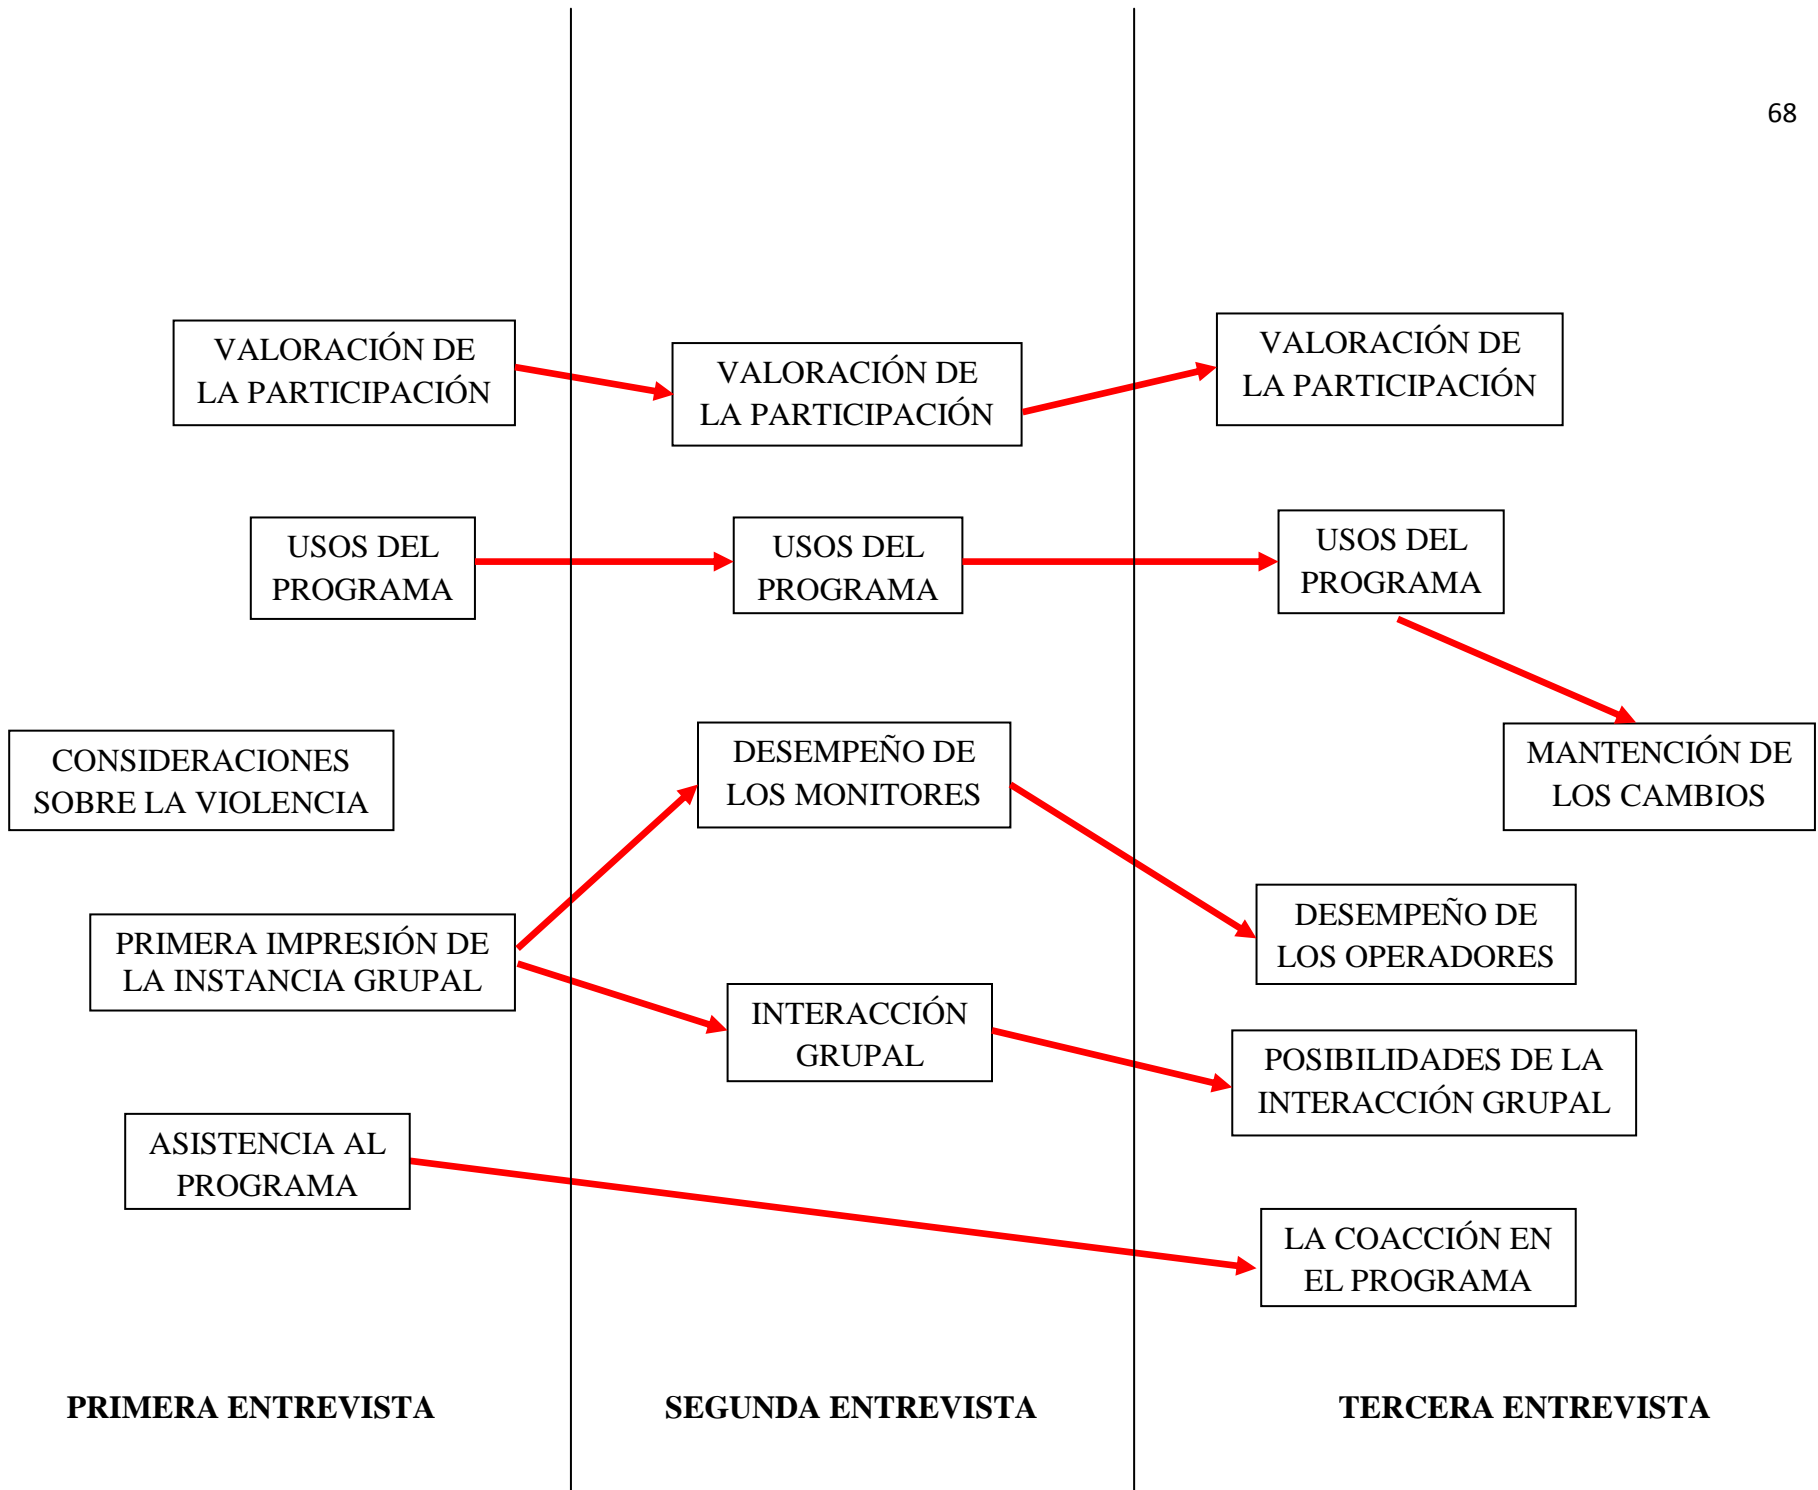 68
VALORACIÓN DE
LA PARTICIPACIÓN
VALORACIÓN DE
LA PARTICIPACIÓN
VALORACIÓN DE
LA PARTICIPACIÓN
USOS DEL
PROGRAMA
USOS DEL
PROGRAMA
USOS DEL
PROGRAMA
CONSIDERACIONES
SOBRE LA VIOLENCIA
DESEMPEÑO DE
LOS MONITORES
MANTENCIÓN DE
LOS CAMBIOS
PRIMERA IMPRESIÓN DE
LA INSTANCIA GRUPAL
DESEMPEÑO DE
LOS OPERADORES
INTERACCIÓN
GRUPAL
POSIBILIDADES DE LA
INTERACCIÓN GRUPAL
ASISTENCIA AL
PROGRAMA
LA COACCIÓN EN
EL PROGRAMA
PRIMERA ENTREVISTA
SEGUNDA ENTREVISTA
TERCERA ENTREVISTA